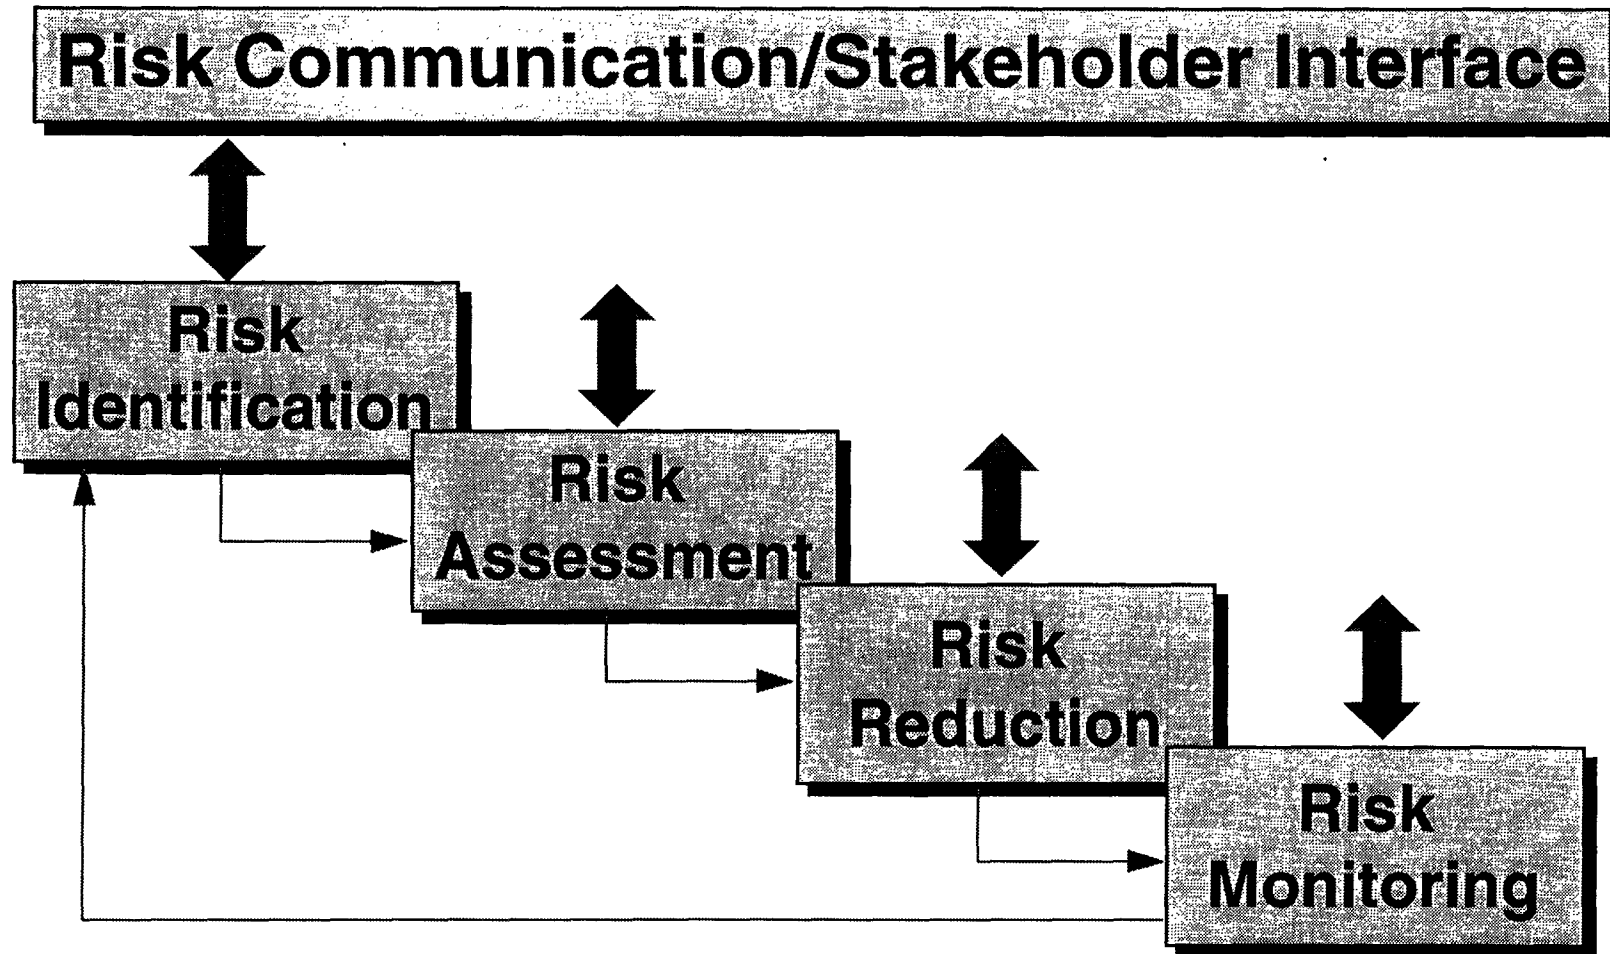 Risk Communication/Stakeholder Interface
Risk
Identification
Risk
Assessment
Risk
Reduction
Risk
Monitoring